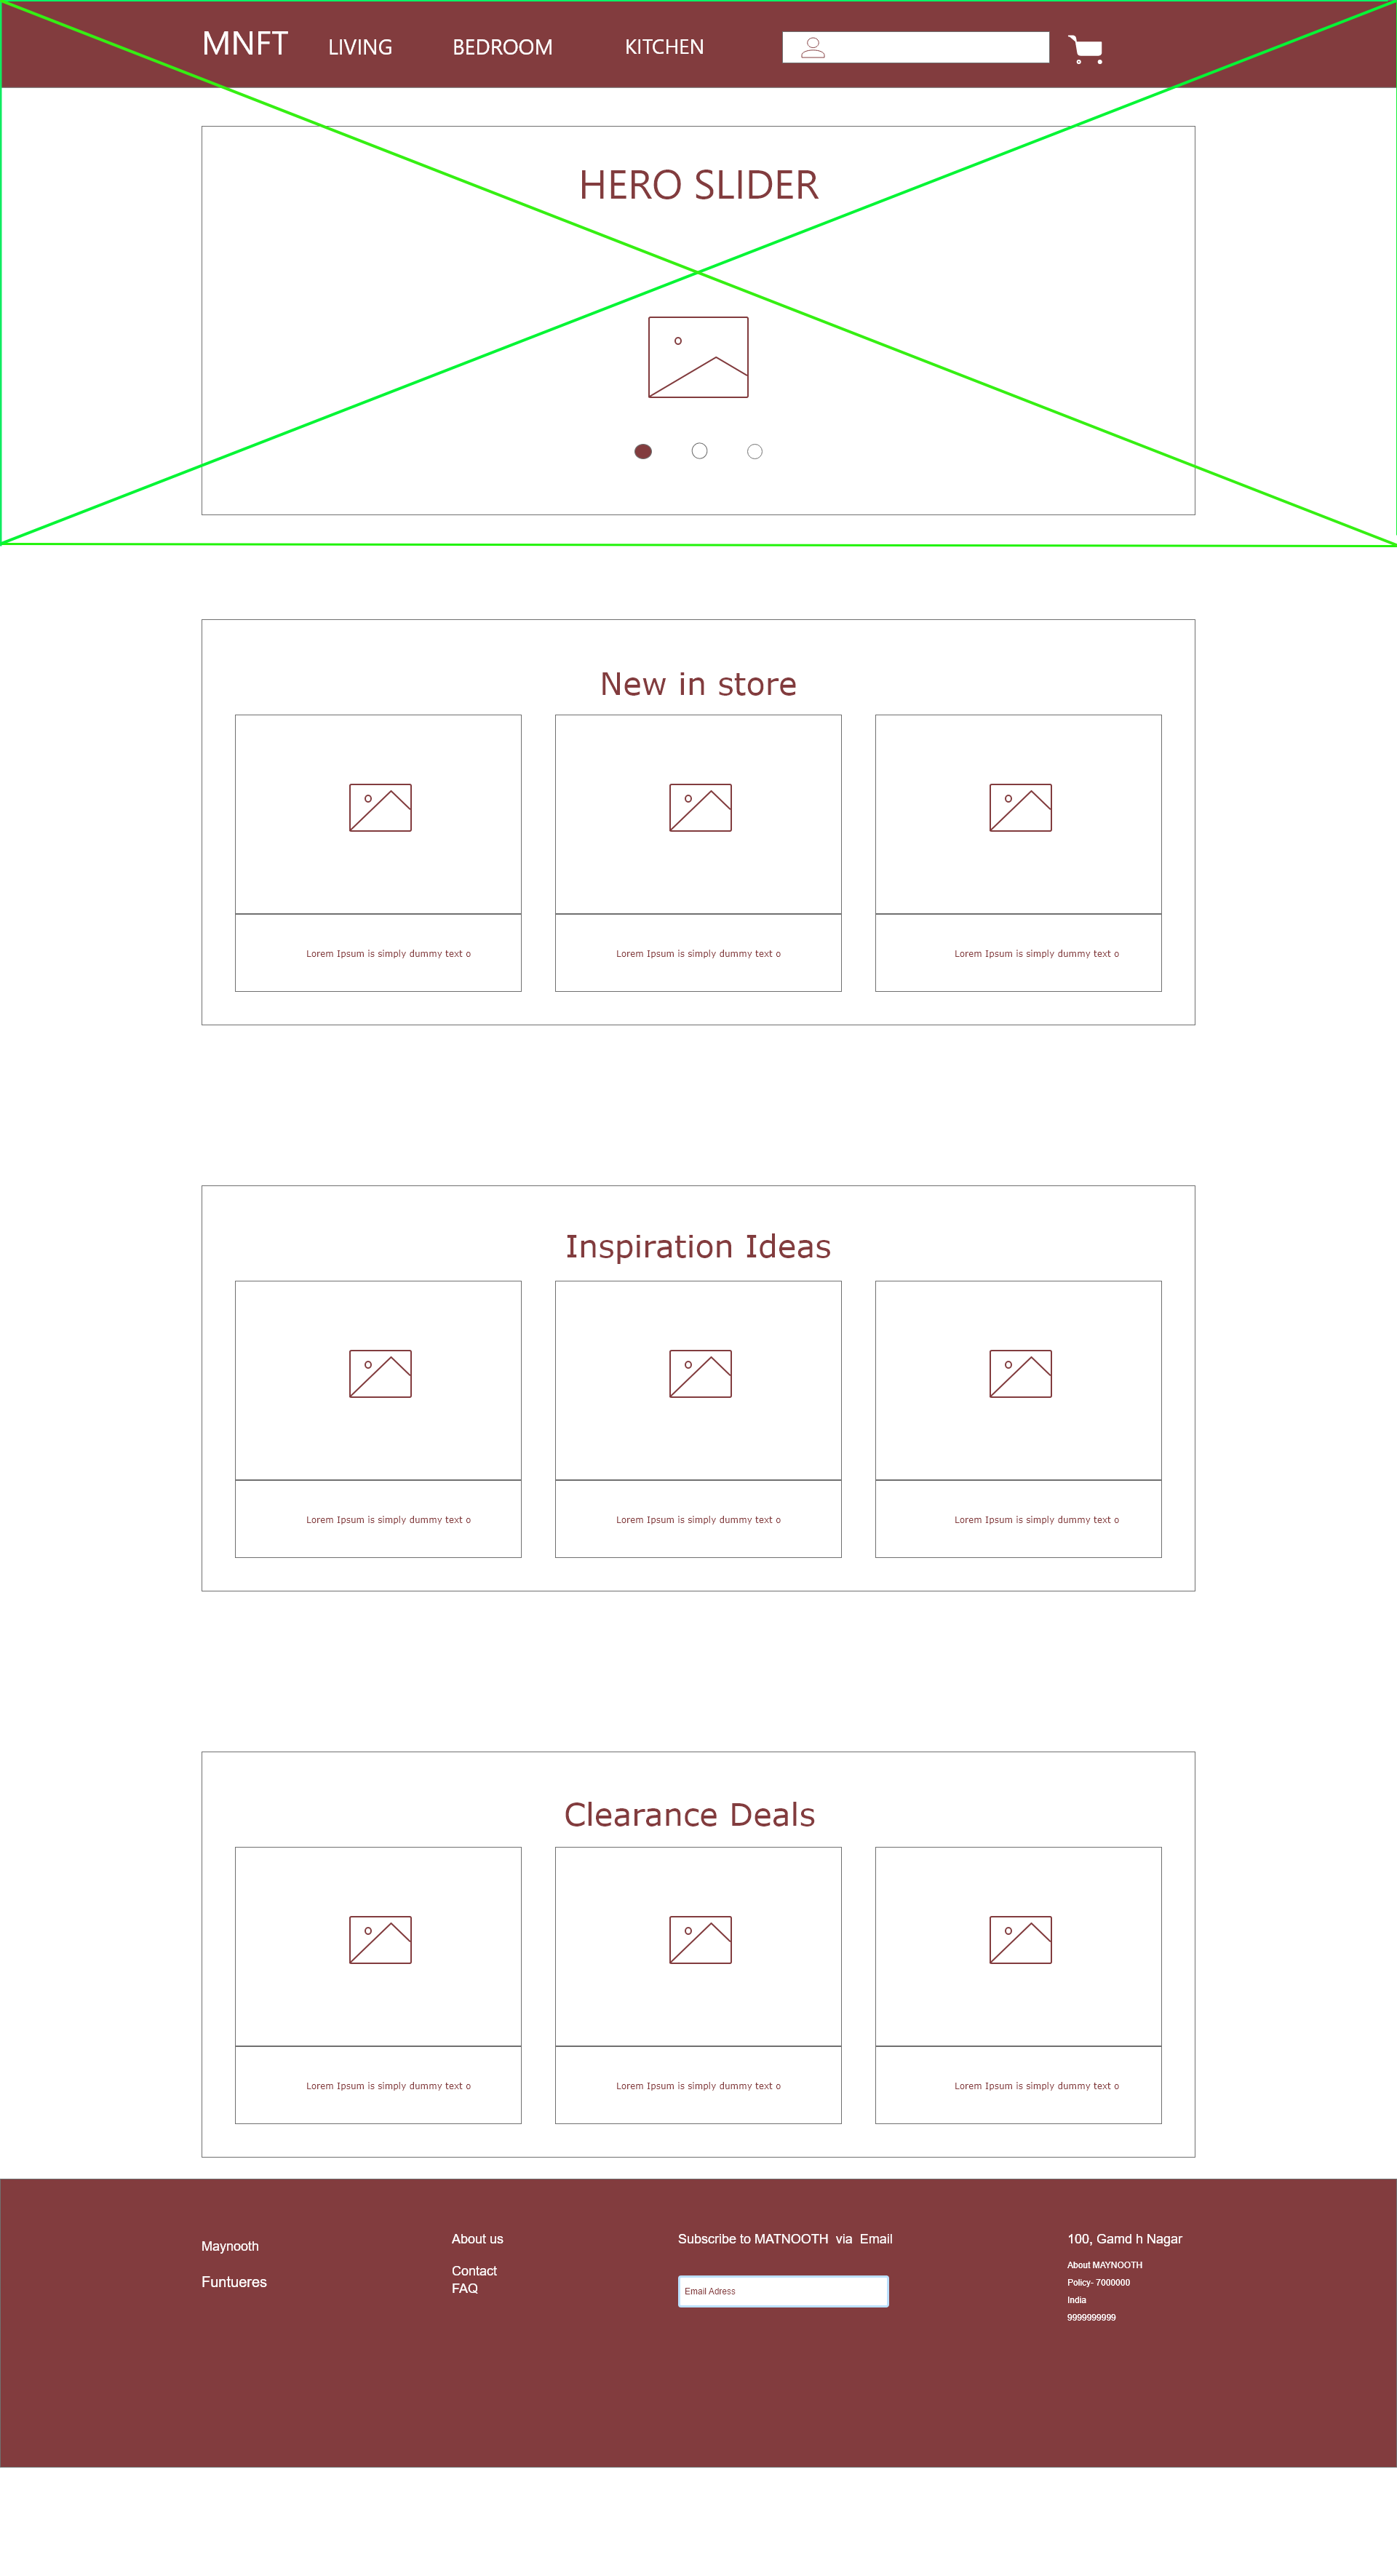 MNFT LIVING BEDROOM KITCHEN
HERO SLIDER
New in store
Lorem Ipsum is simply dummy text o
Lorem Ipsum is simply dummy text o
Lorem Ipsum is simply dummy text o
Inspiration Ideas
Lorem Ipsum is simply dummy text o
Lorem Ipsum is simply dummy text o
Lorem Ipsum is simply dummy text o
Clearance Deals
Lorem Ipsum is simply dummy text o
Lorem Ipsum is simply dummy text o
Lorem Ipsum is simply dummy text o
Maynooth
Funtueres
About us
Contact
FAQ
Subscribe to MATNOOTH via Email
Email Adress
100, Gamd h Nagar
About MAYNOOTH
Policy- 7000000
India
9999999999